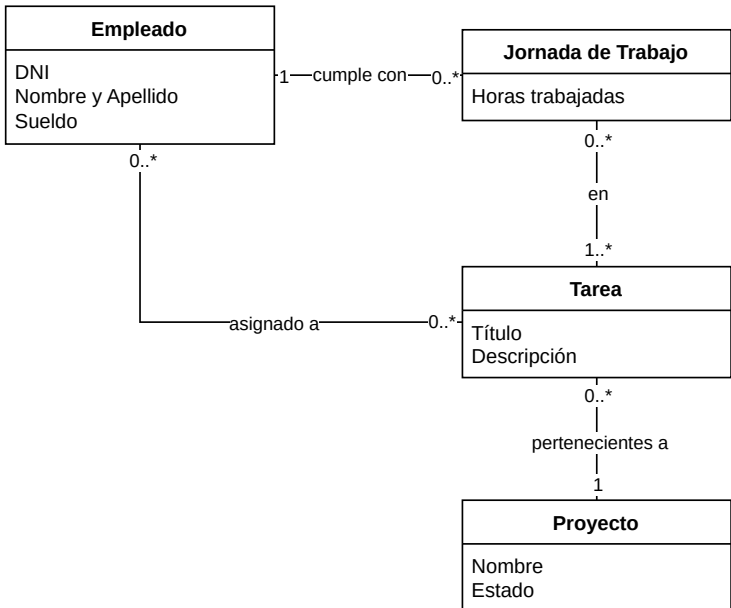 Empleado
DNI
Nombre y Apellido
Sueldo
1
cumple con
0..*
Jornada de Trabajo
Horas trabajadas
0..*
en
1..*
0..*
asignado a
0..*
Tarea
Título
Descripción
0..*
pertenecientes a
1
Proyecto
Nombre
Estado